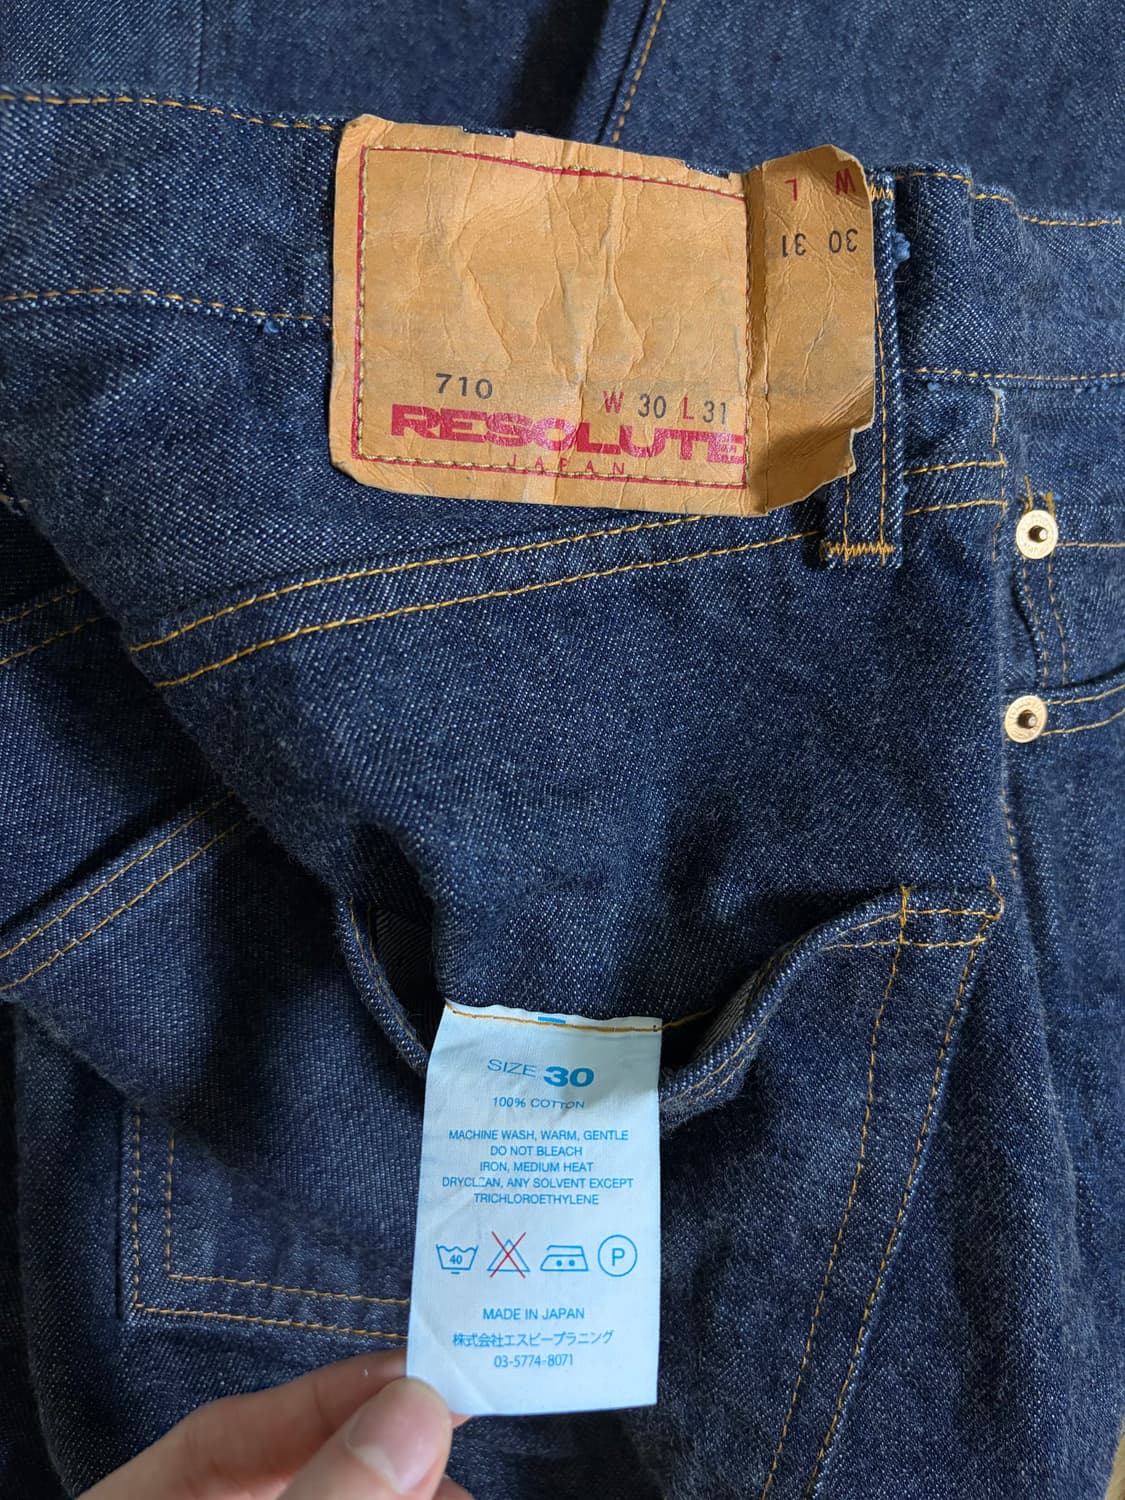 W L
30 31
710 W 30 L 31
RESOLUTE
JAPAN
SIZE 30
100% COTTON
MACHINE WASH, WARM, GENTLE
DO NOT BLEACH
IRON, MEDIUM HEAT
DRYCLEAN, ANY SOLVENT EXCEPT
TRICHLOROETHYLENE
40 P
MADE IN JAPAN
株式会社エスピープラニング
03-5774-8071